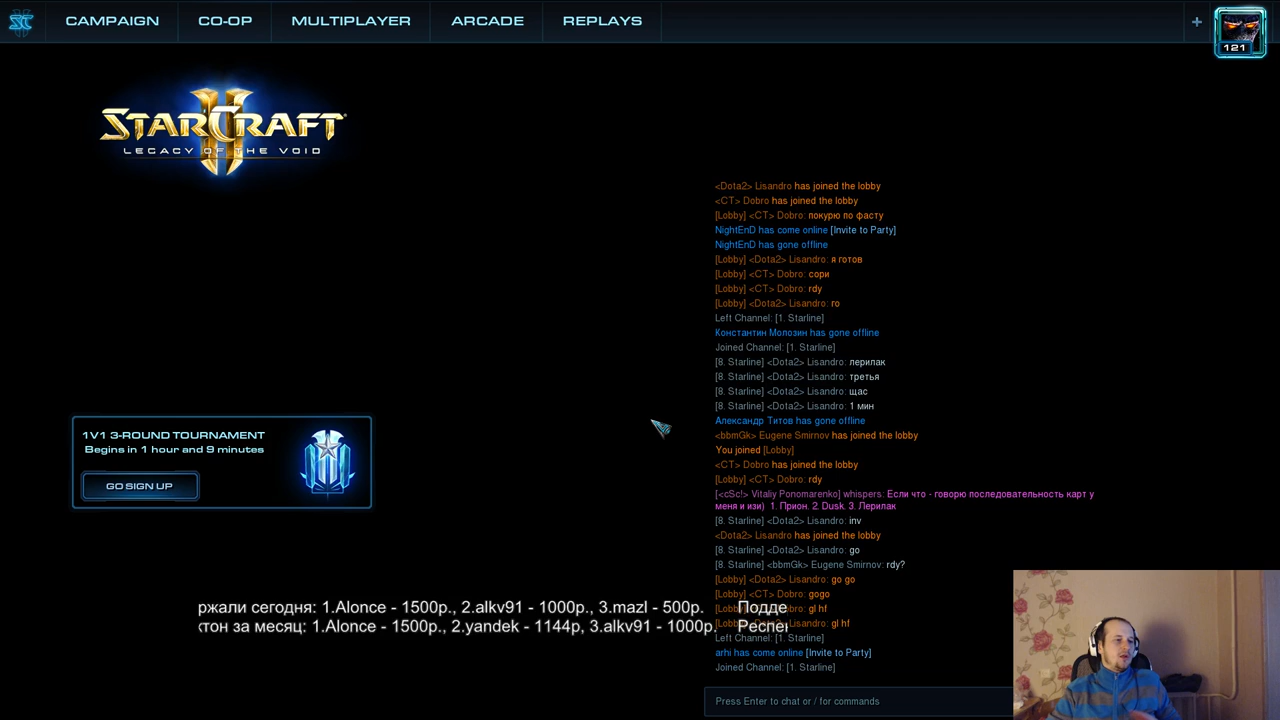 CAMPAIGN CO-OP MULTIPLAYER ARCADE REPLAYS +
121
STARCRAFT II
LEGACY OF THE VOID
<Dota2> Lisandro has joined the lobby
<CT> Dobro has joined the lobby
[Lobby] <CT> Dobro: покурю по фасту
NightEnD has come online [Invite to Party]
NightEnD has gone offline
[Lobby] <Dota2> Lisandro: я готов
[Lobby] <CT> Dobro: сори
[Lobby] <CT> Dobro: rdy
[Lobby] <Dota2> Lisandro: го
Left Channel: [1. Starline]
Константин Молозин has gone offline
Joined Channel: [1. Starline]
[8. Starline] <Dota2> Lisandro: лерилак
[8. Starline] <Dota2> Lisandro: третья
[8. Starline] <Dota2> Lisandro: щас
[8. Starline] <Dota2> Lisandro: 1 мин
Александр Титов has gone offline
<bbmGk> Eugene Smirnov has joined the lobby
You joined [Lobby]
<CT> Dobro has joined the lobby
[Lobby] <CT> Dobro: rdy
[<cSc!> Vitaliy Ponomarenko] whispers: Если что - говорю последовательность карт у
меня и изи) 1. Прион. 2. Dusk. 3. Лерилак
[8. Starline] <Dota2> Lisandro: inv
<Dota2> Lisandro has joined the lobby
[8. Starline] <Dota2> Lisandro: go
[8. Starline] <bbmGk> Eugene Smirnov: rdy?
[Lobby] <Dota2> Lisandro: go go
[Lobby] <CT> Dobro: gogo
gl hf
gl hf
Left Channel: [1. Starline]
arhi has come online [Invite to Party]
Joined Channel: [1. Starline]
Press Enter to chat or / for commands
1V1 3-ROUND TOURNAMENT
Begins in 1 hour and 9 minutes
GO SIGN UP
ржали сегодня: 1.Alonce - 1500р., 2.alkv91 - 1000р., 3.mazl - 500р. Подде
ктон за месяц: 1.Alonce - 1500р., 2.yandek - 1144р, 3.alkv91 - 1000р. Респе